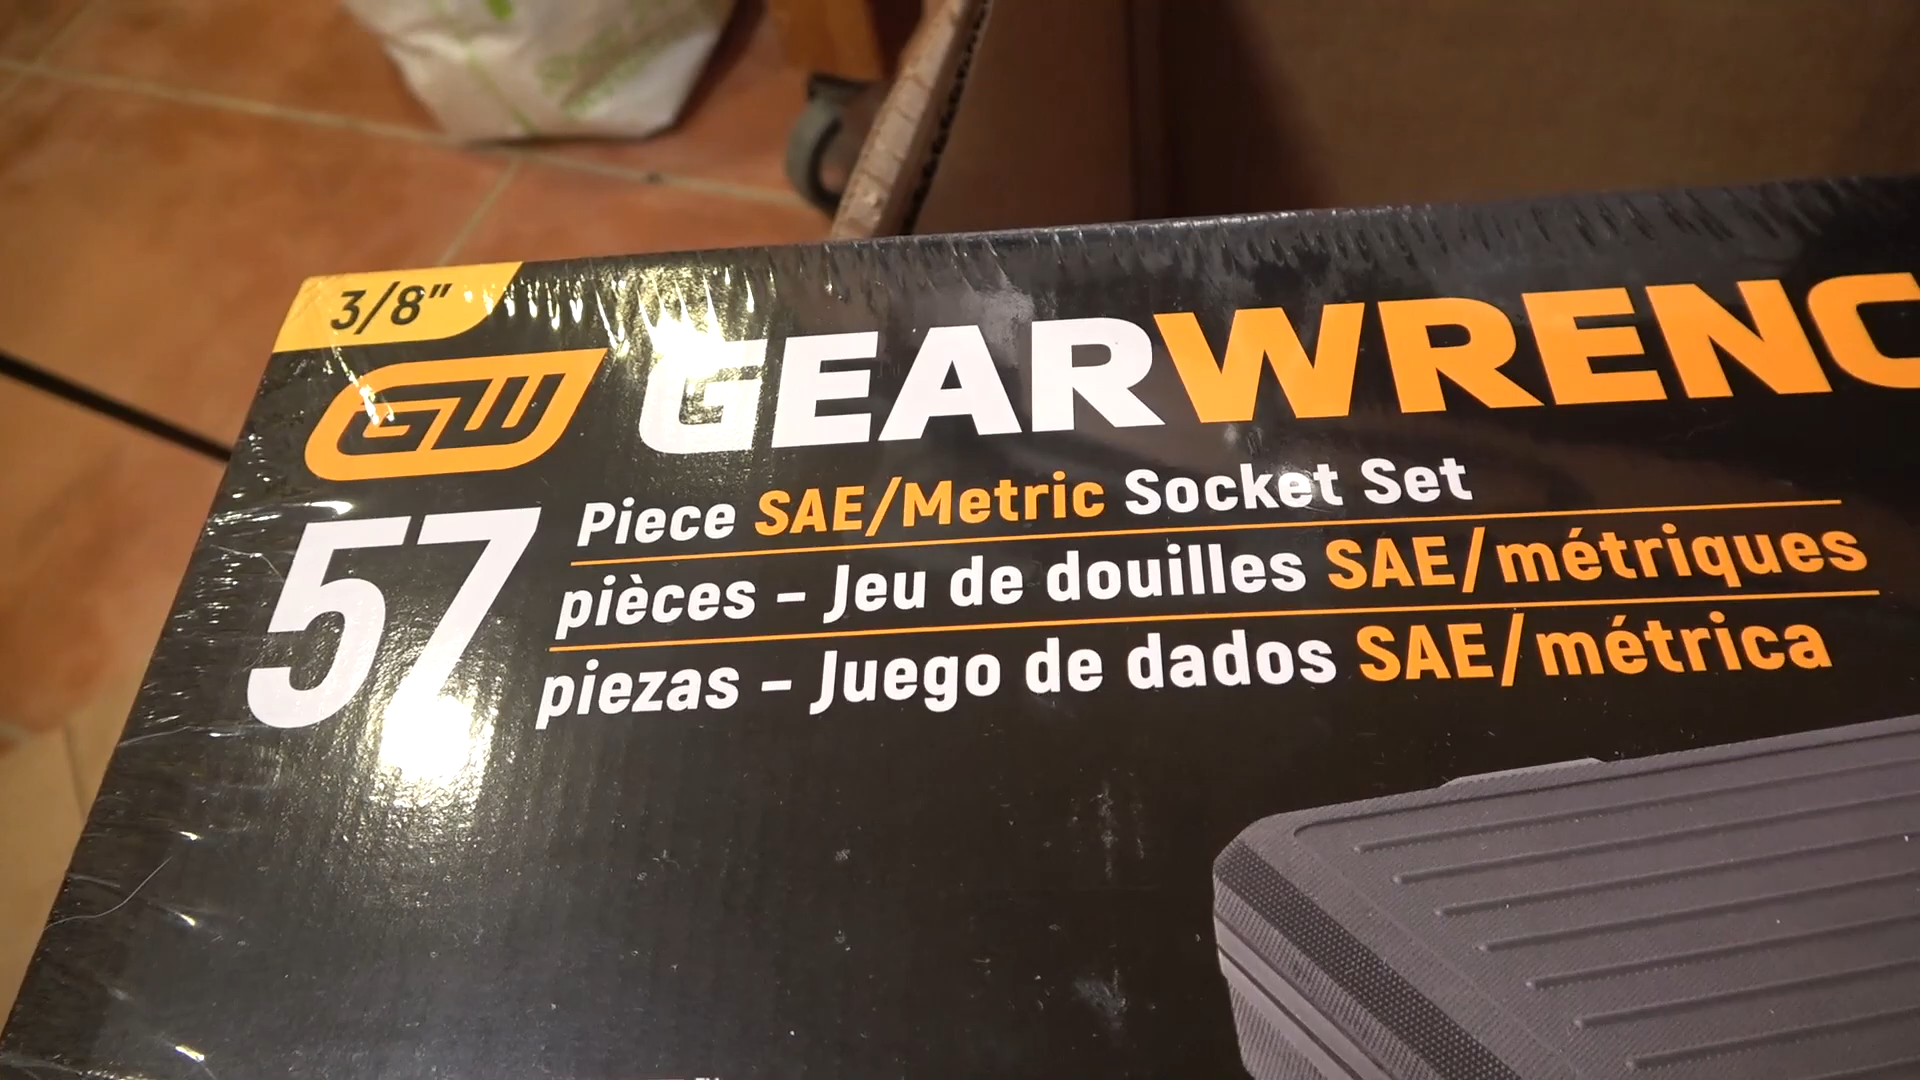 3/8"
GW GEARWRENC
57 Piece SAE/Metric Socket Set
pièces – Jeu de douilles SAE/métriques
piezas – Juego de dados SAE/métrica